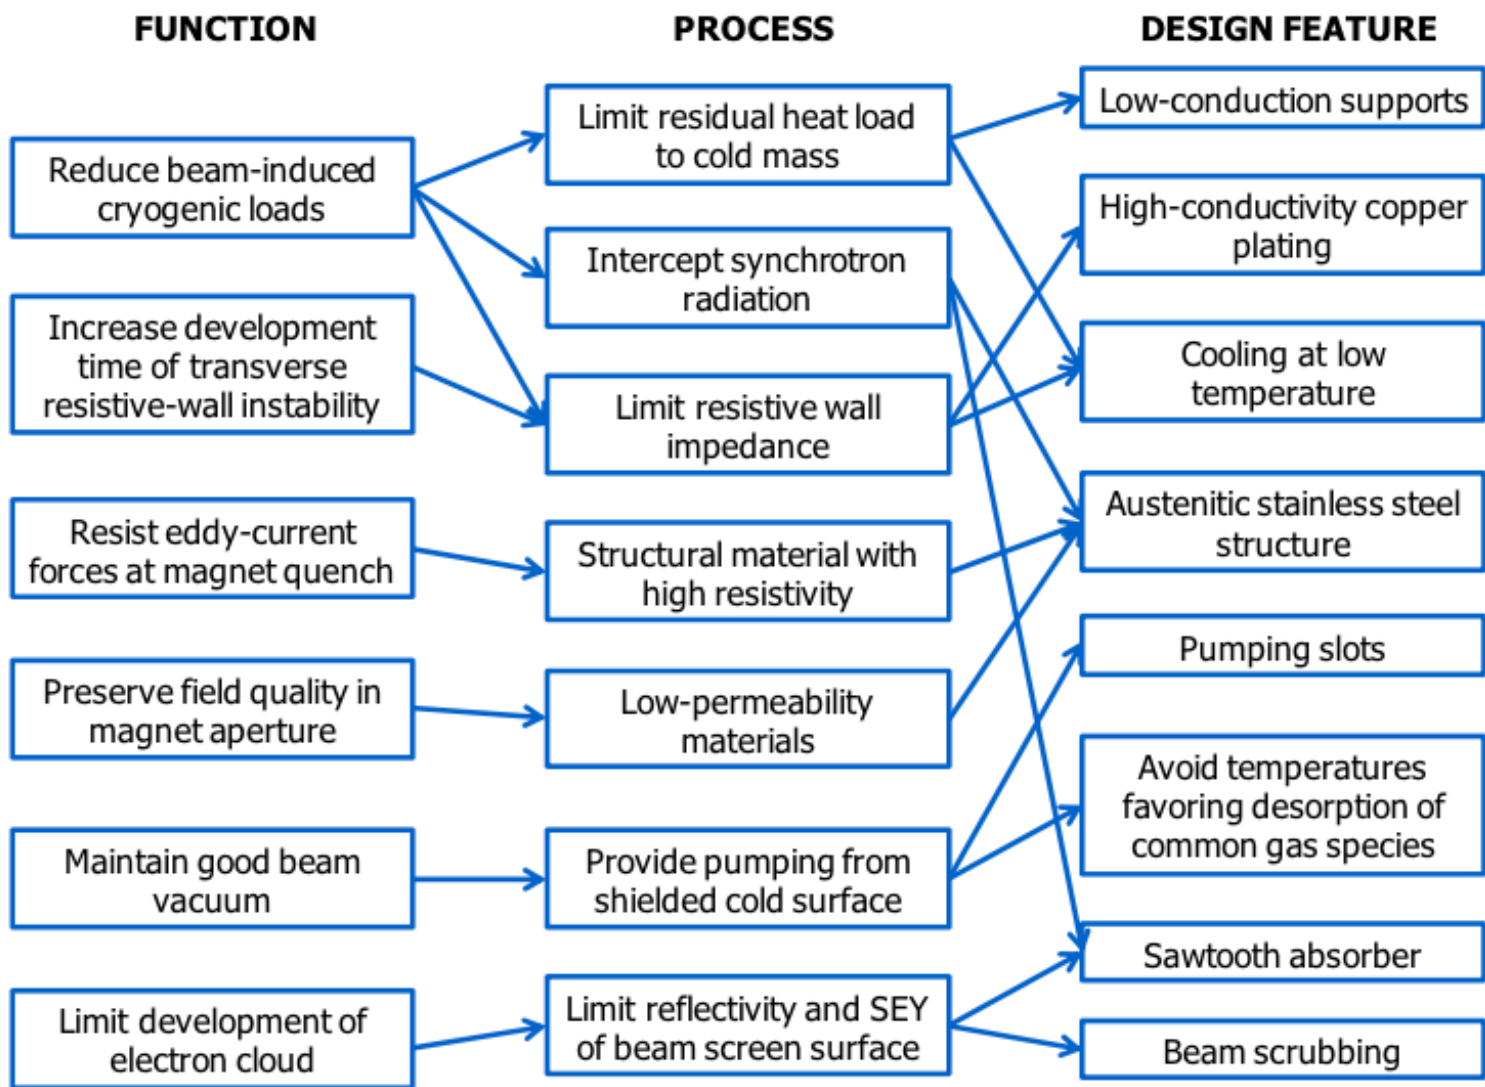 FUNCTION
PROCESS
DESIGN FEATURE
Reduce beam-induced
cryogenic loads
Increase development
time of transverse
resistive-wall instability
Resist eddy-current
forces at magnet quench
Preserve field quality in
magnet aperture
Maintain good beam
vacuum
Limit development of
electron cloud
Limit residual heat load
to cold mass
Intercept synchrotron
radiation
Limit resistive wall
impedance
Structural material with
high resistivity
Low-permeability
materials
Provide pumping from
shielded cold surface
Limit reflectivity and SEY
of beam screen surface
Low-conduction supports
High-conductivity copper
plating
Cooling at low
temperature
Austenitic stainless steel
structure
Pumping slots
Avoid temperatures
favoring desorption of
common gas species
Sawtooth absorber
Beam scrubbing